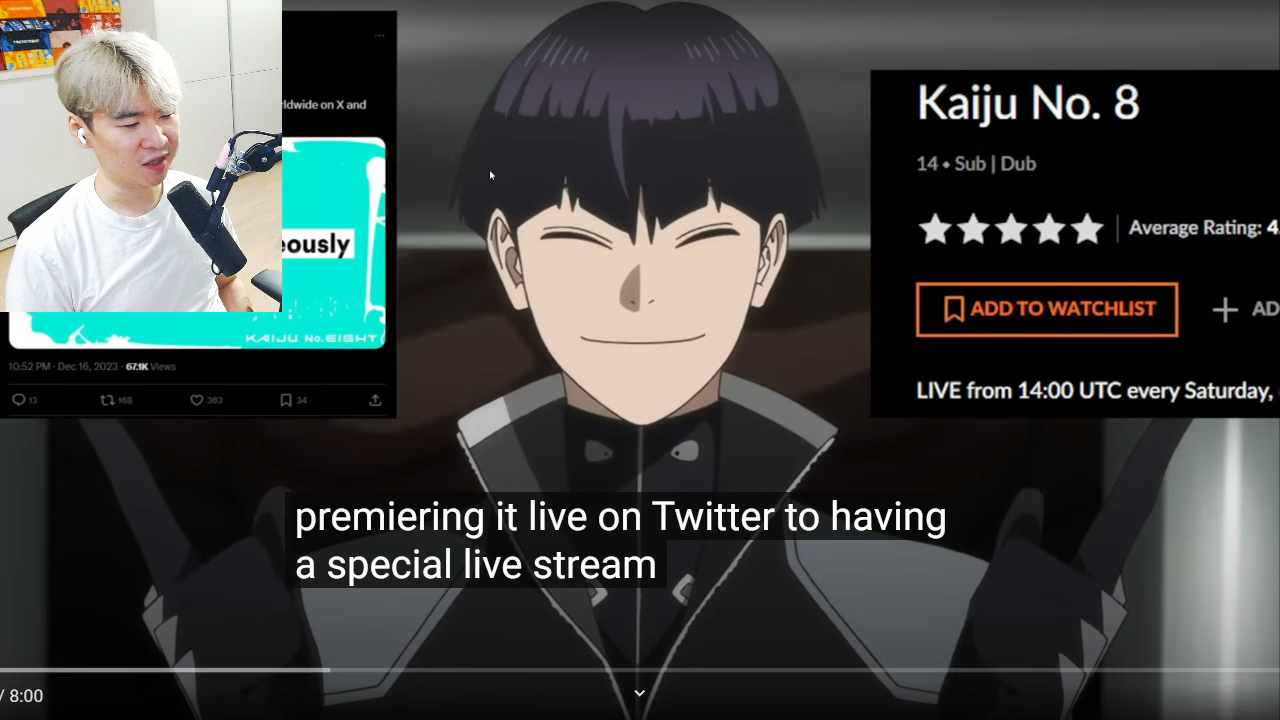 rldwide on X and
eously
KAIJU No.EIGHT
10:52 PM · Dec 16, 2023 · 67.1K Views
13 168 363 34
Kaiju No. 8
14 • Sub | Dub
Average Rating: 4
ADD TO WATCHLIST
AD
LIVE from 14:00 UTC every Saturday,
premiering it live on Twitter to having
a special live stream
/ 8:00